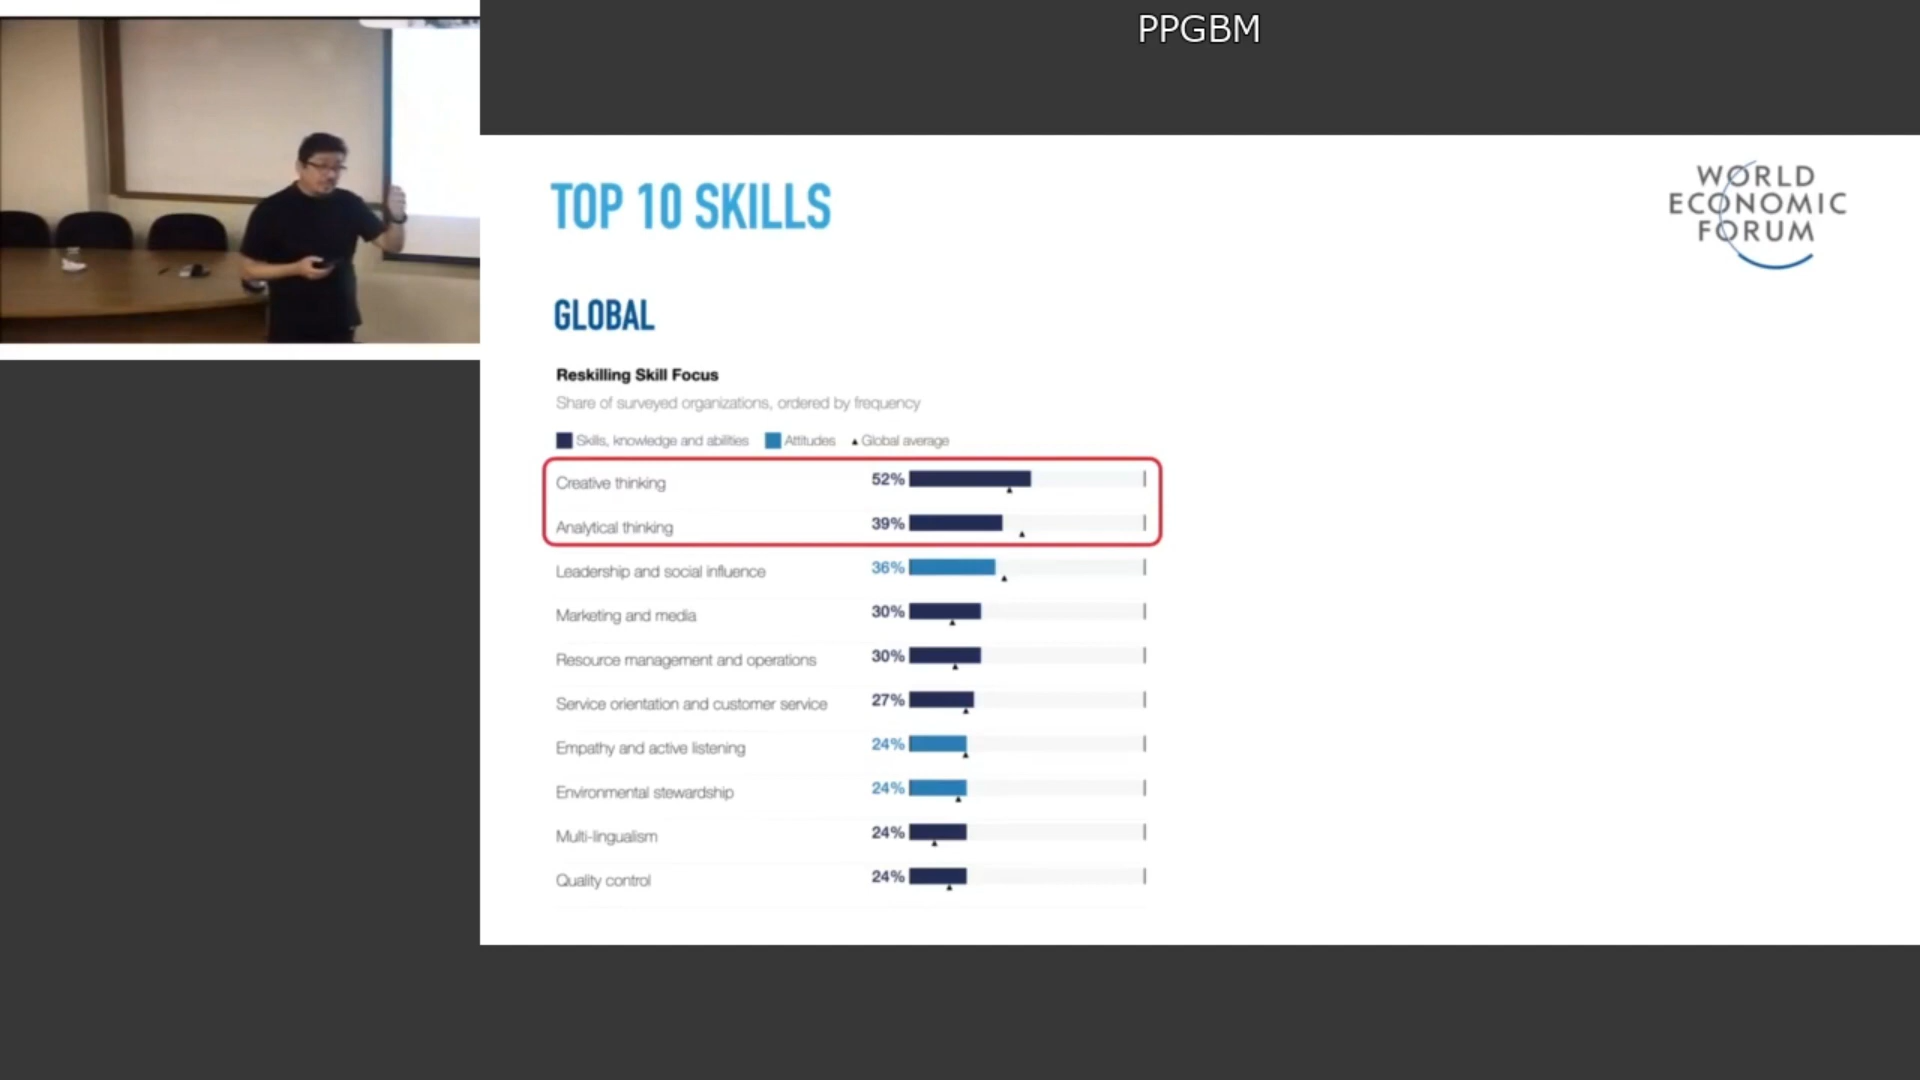 PPGBM
TOP 10 SKILLS
WORLD
ECONOMIC
FORUM
GLOBAL
Reskilling Skill Focus
Share of surveyed organizations, ordered by frequency
Skills, knowledge and abilities Attitudes Global average
Creative thinking 52%
Analytical thinking 39%
Leadership and social influence 36%
Marketing and media 30%
Resource management and operations 30%
Service orientation and customer service 27%
Empathy and active listening 24%
Environmental stewardship 24%
Multi-lingualism 24%
Quality control 24%